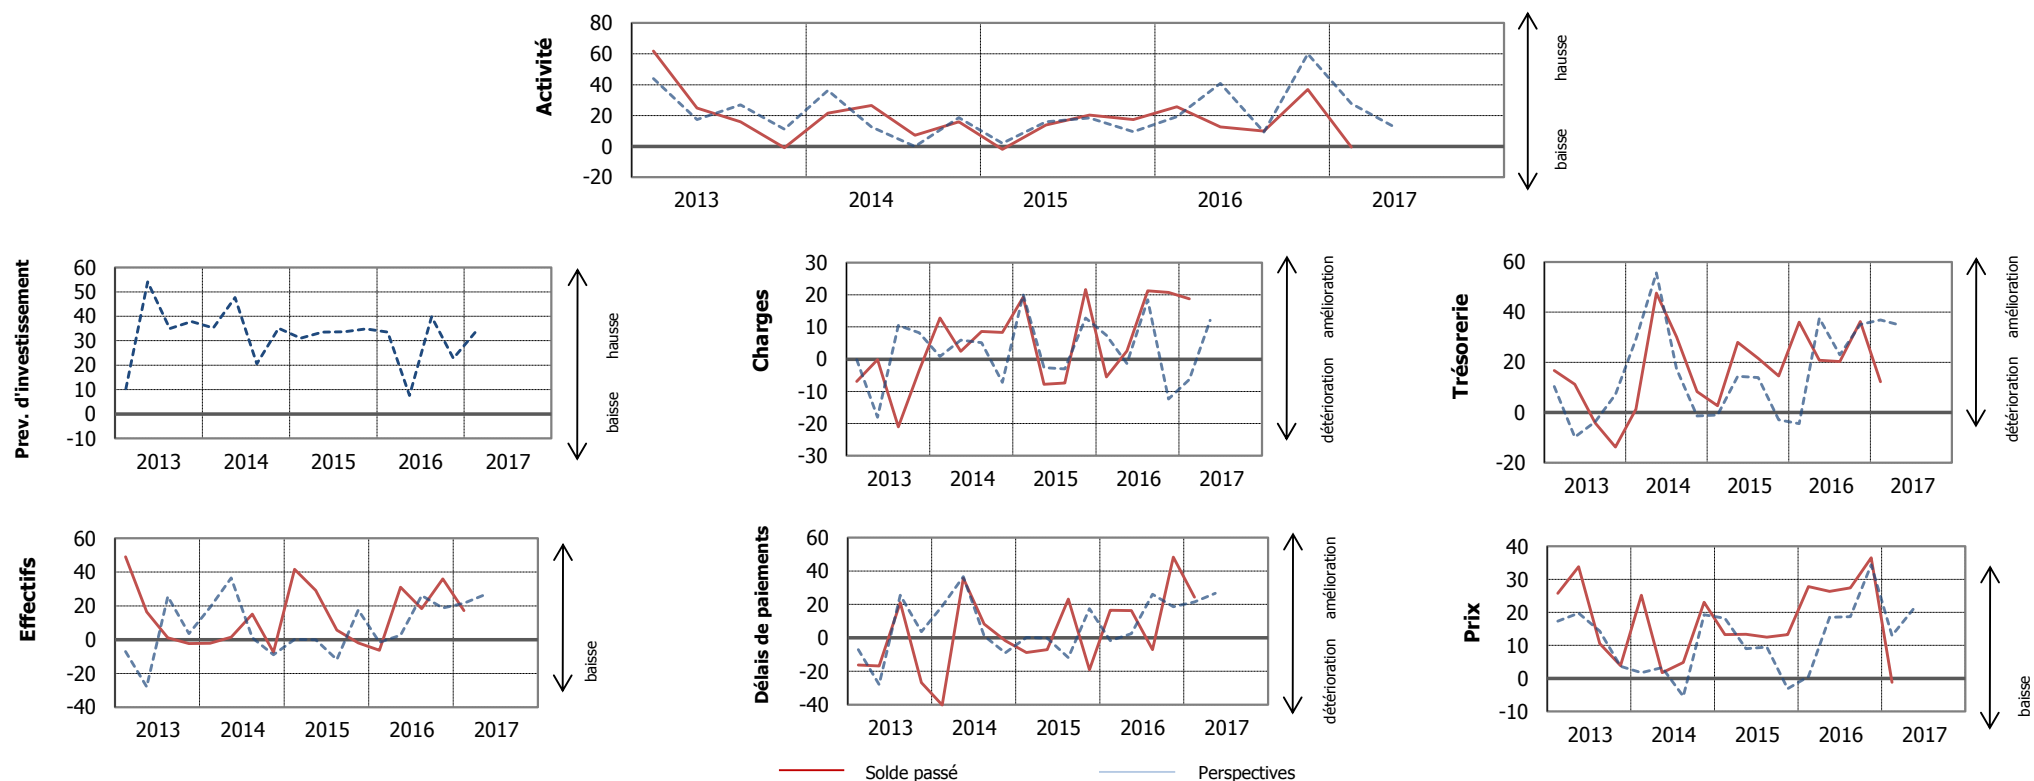 Activité
80
60
40
20
0
-20
2013 2014 2015 2016 2017
hausse
baisse
Prev. d'investissement
60
50
40
30
20
10
0
-10
2013 2014 2015 2016 2017
hausse
baisse
Charges
30
20
10
0
-10
-20
-30
2013 2014 2015 2016 2017
amélioration
détérioration
Trésorerie
60
40
20
0
-20
2013 2014 2015 2016 2017
amélioration
détérioration
Effectifs
60
40
20
0
-20
-40
2013 2014 2015 2016 2017
baisse
Délais de paiements
60
40
20
0
-20
-40
2013 2014 2015 2016 2017
amélioration
détérioration
Prix
40
30
20
10
0
-10
2013 2014 2015 2016 2017
baisse
Solde passé Perspectives